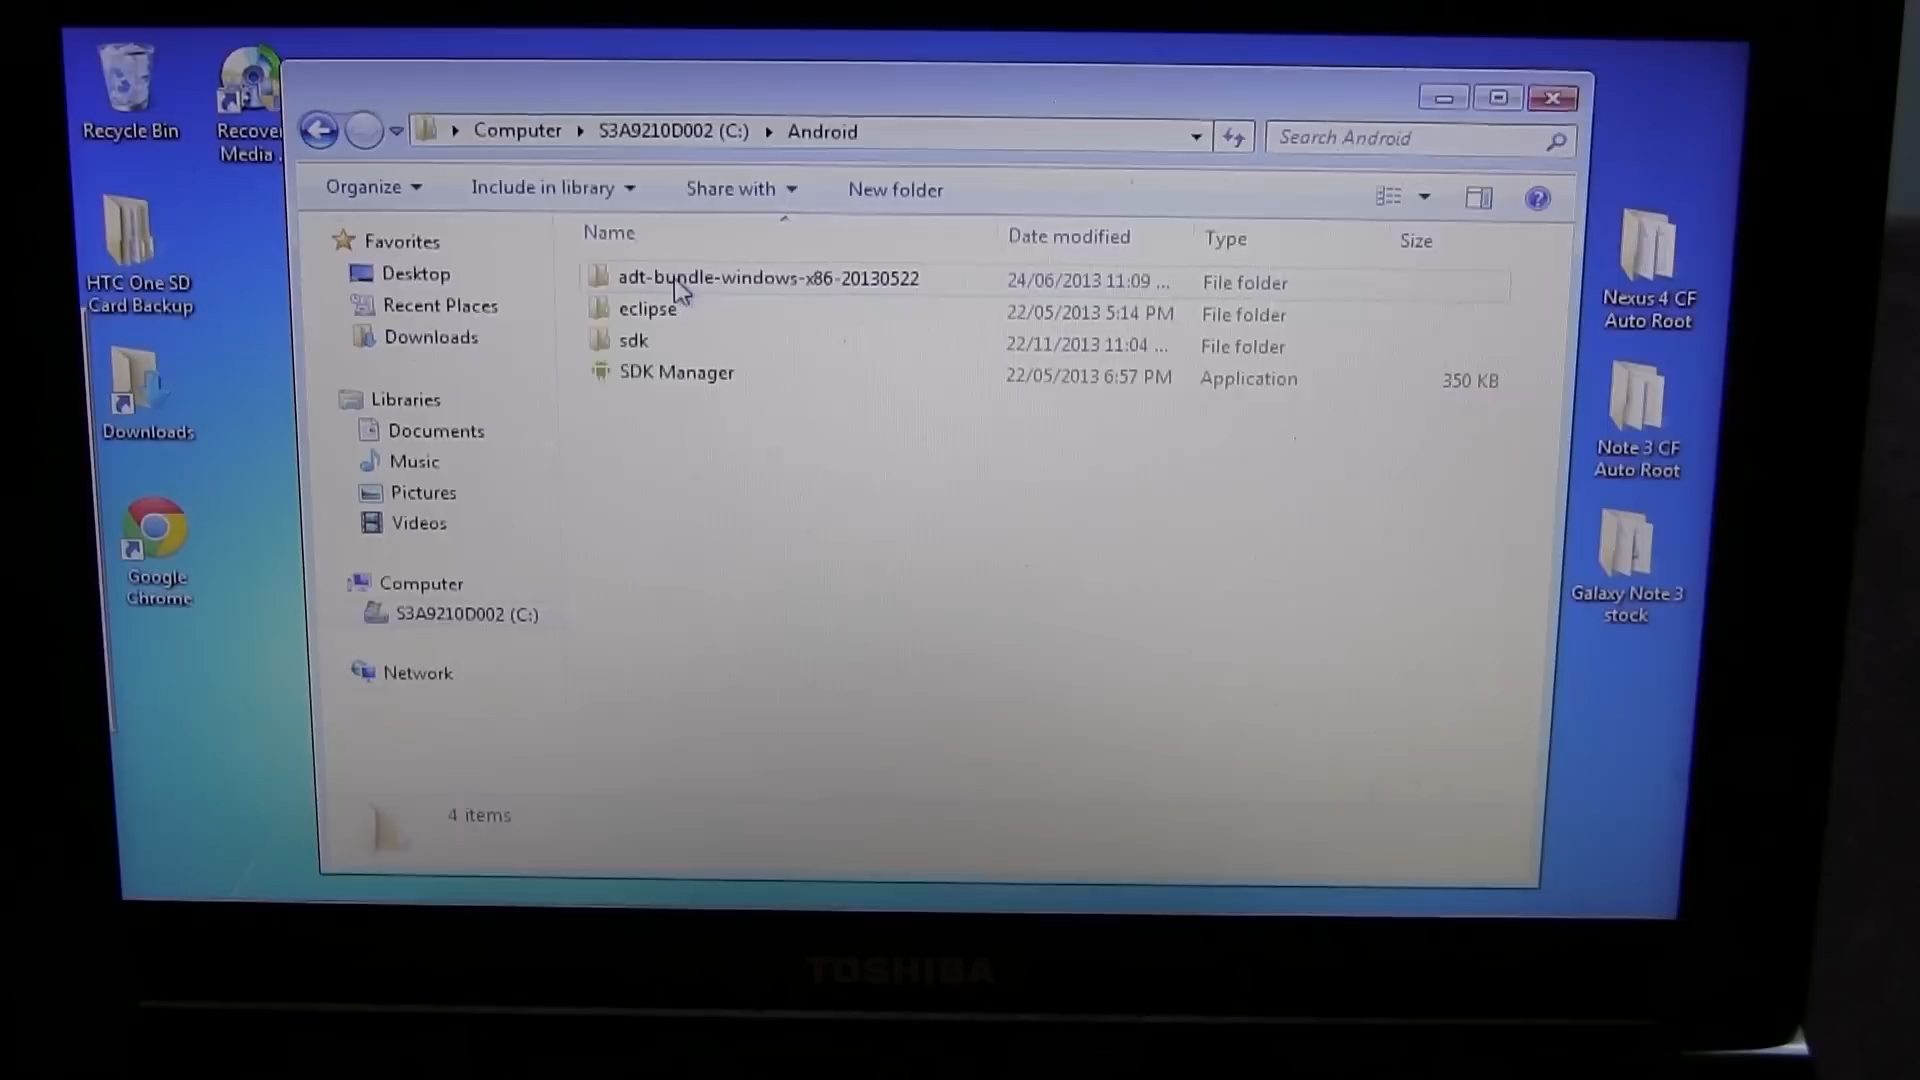 Recycle Bin
Recover
Media
HTC One SD
Card Backup
Downloads
Google
Chrome
Computer
S3A9210D002 (C:)
Android
Search Android
Organize
Include in library
Share with
New folder
Favorites
Desktop
Recent Places
Downloads
Libraries
Documents
Music
Pictures
Videos
Computer
S3A9210D002 (C:)
Network
Name Date modified Type Size
adt-bundle-windows-x86-20130522 24/06/2013 11:09 ... File folder
eclipse 22/05/2013 5:14 PM File folder
sdk 22/11/2013 11:04 ... File folder
SDK Manager 22/05/2013 6:57 PM Application 350 KB
4 items
Nexus 4 CF
Auto Root
Note 3 CF
Auto Root
Galaxy Note 3
stock
TOSHIBA